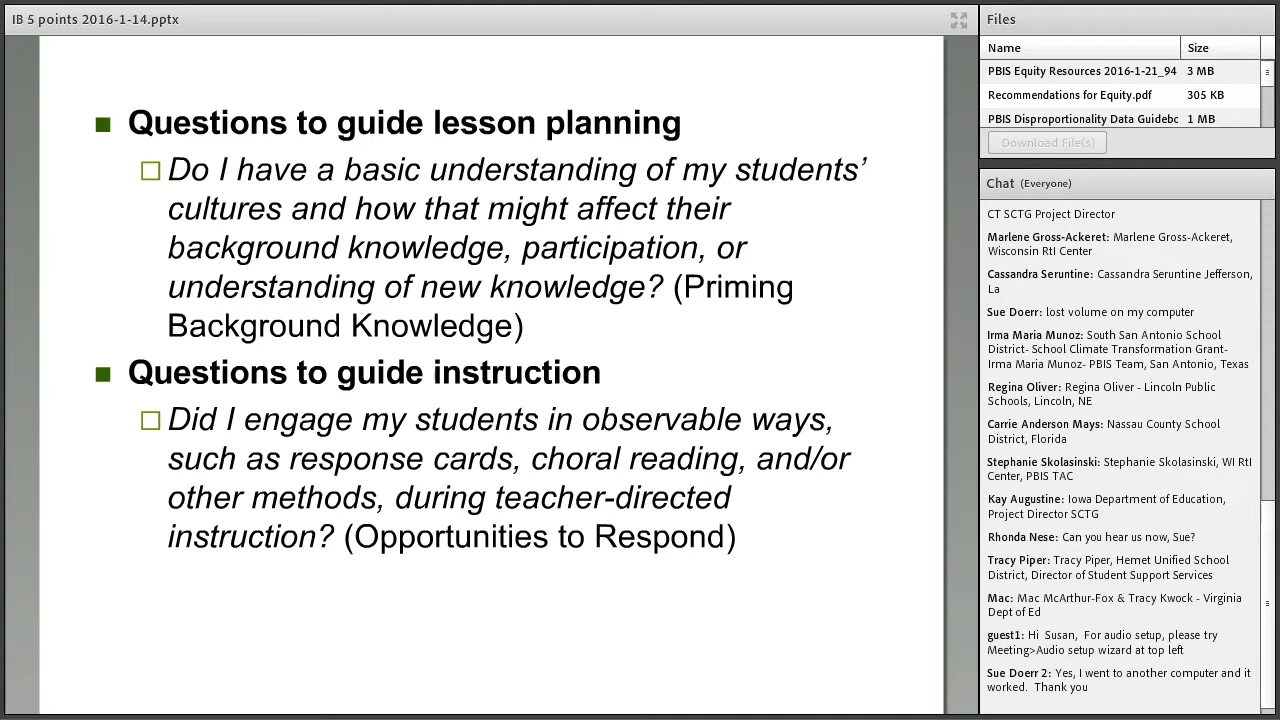 IB 5 points 2016-1-14.pptx
Questions to guide lesson planning
Do I have a basic understanding of my students’
cultures and how that might affect their
background knowledge, participation, or
understanding of new knowledge? (Priming
Background Knowledge)
Questions to guide instruction
Did I engage my students in observable ways,
such as response cards, choral reading, and/or
other methods, during teacher-directed
instruction? (Opportunities to Respond)
Files
Name Size
PBIS Equity Resources 2016-1-21_94 3 MB
Recommendations for Equity.pdf 305 KB
PBIS Disproportionality Data Guidebc 1 MB
Download File(s)
Chat (Everyone)
CT SCTG Project Director
Marlene Gross-Ackeret: Marlene Gross-Ackeret,
Wisconsin RtI Center
Cassandra Seruntine: Cassandra Seruntine Jefferson,
La
Sue Doerr: lost volume on my computer
Irma Maria Munoz: South San Antonio School
District- School Climate Transformation Grant-
Irma Maria Munoz- PBIS Team, San Antonio, Texas
Regina Oliver: Regina Oliver - Lincoln Public
Schools, Lincoln, NE
Carrie Anderson Mays: Nassau County School
District, Florida
Stephanie Skolasinski: Stephanie Skolasinski, WI RtI
Center, PBIS TAC
Kay Augustine: Iowa Department of Education,
Project Director SCTG
Rhonda Nese: Can you hear us now, Sue?
Tracy Piper: Tracy Piper, Hemet Unified School
District, Director of Student Support Services
Mac: Mac McArthur-Fox & Tracy Kwock - Virginia
Dept of Ed
guest1: Hi Susan, For audio setup, please try
Meeting>Audio setup wizard at top left
Sue Doerr 2: Yes, I went to another computer and it
worked. Thank you